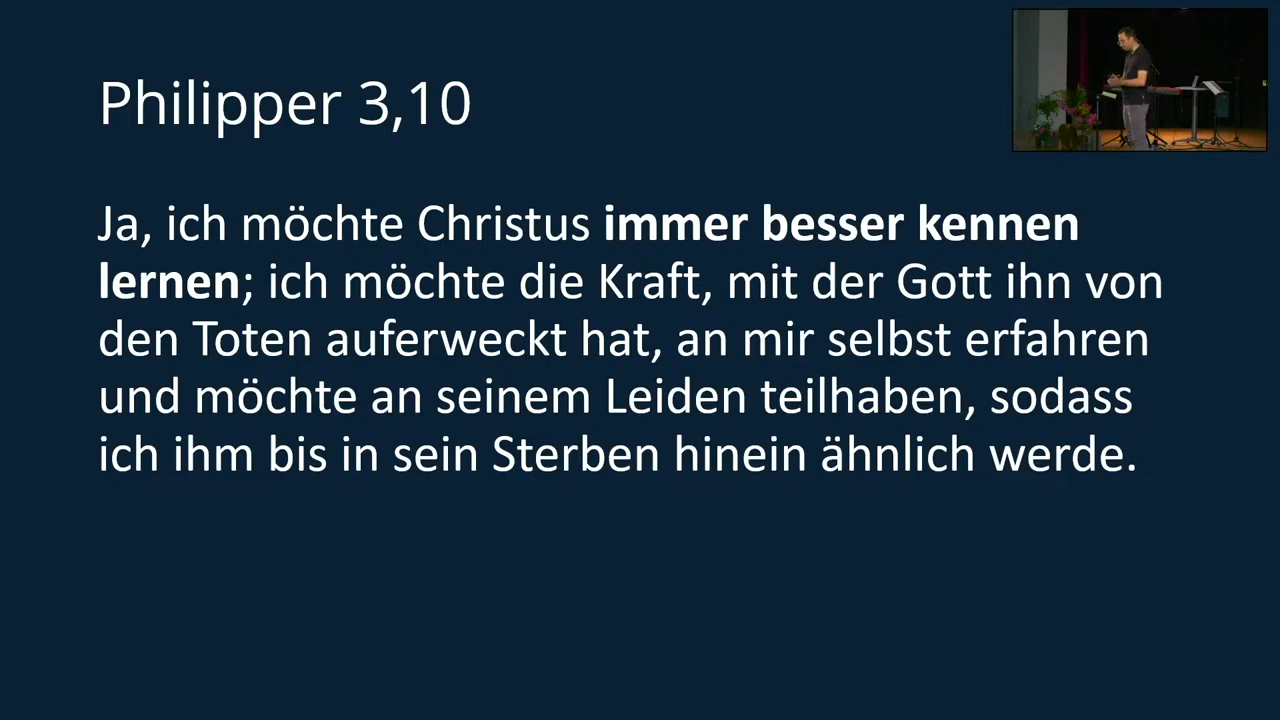 Philipper 3,10
Ja, ich möchte Christus immer besser kennen
lernen; ich möchte die Kraft, mit der Gott ihn von
den Toten auferweckt hat, an mir selbst erfahren
und möchte an seinem Leiden teilhaben, sodass
ich ihm bis in sein Sterben hinein ähnlich werde.